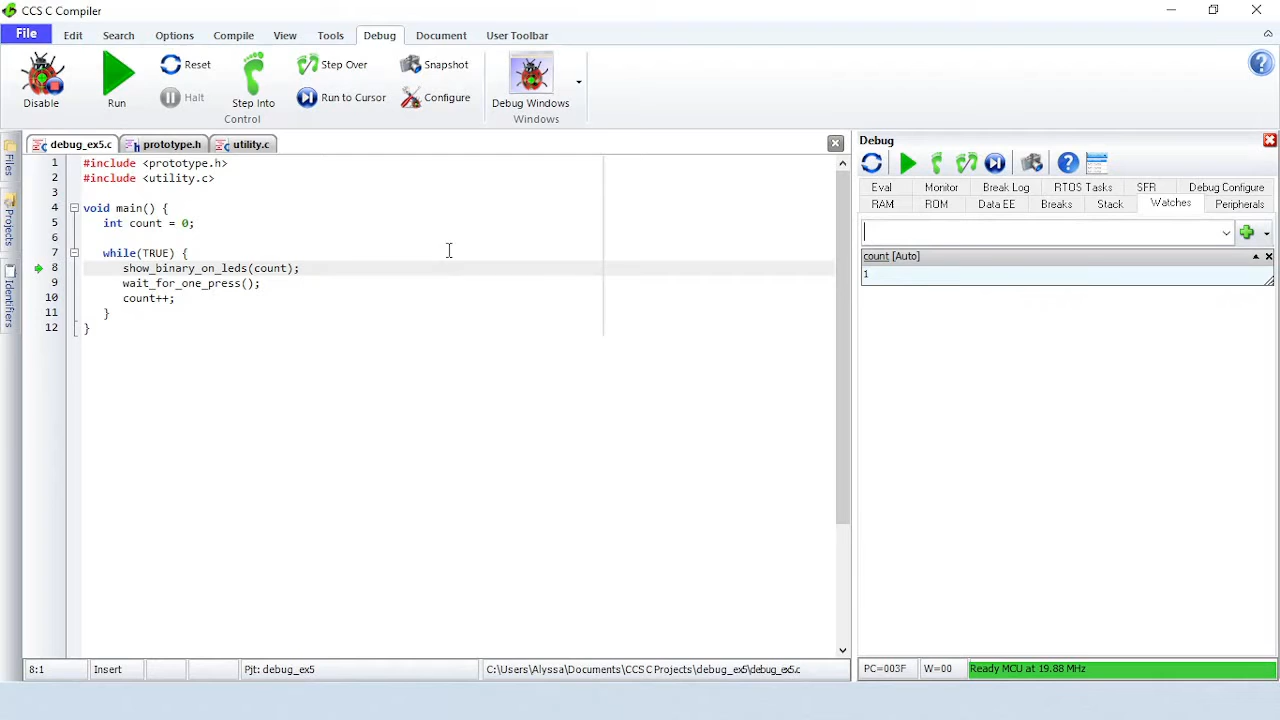 CCS C Compiler
File Edit Search Options Compile View Tools Debug Document User Toolbar
Disable Run Reset Halt Step Into Step Over Run to Cursor Snapshot Configure Debug Windows
Control Windows
debug_ex5.c prototype.h utility.c
Files
Projects
Identifiers
1 #include <prototype.h>
2 #include <utility.c>
3
4 void main() {
5 int count = 0;
6
7 while(TRUE) {
8 show_binary_on_leds(count);
9 wait_for_one_press();
10 count++;
11 }
12 }
Debug
Eval Monitor Break Log RTOS Tasks SFR Debug Configure
RAM ROM Data EE Breaks Stack Watches Peripherals
count [Auto]
1
8:1 Insert Pjt: debug_ex5 C:\Users\Alyssa\Documents\CCS C Projects\debug_ex5\debug_ex5.c
PC=003F W=00 Ready MCU at 19.88 MHz